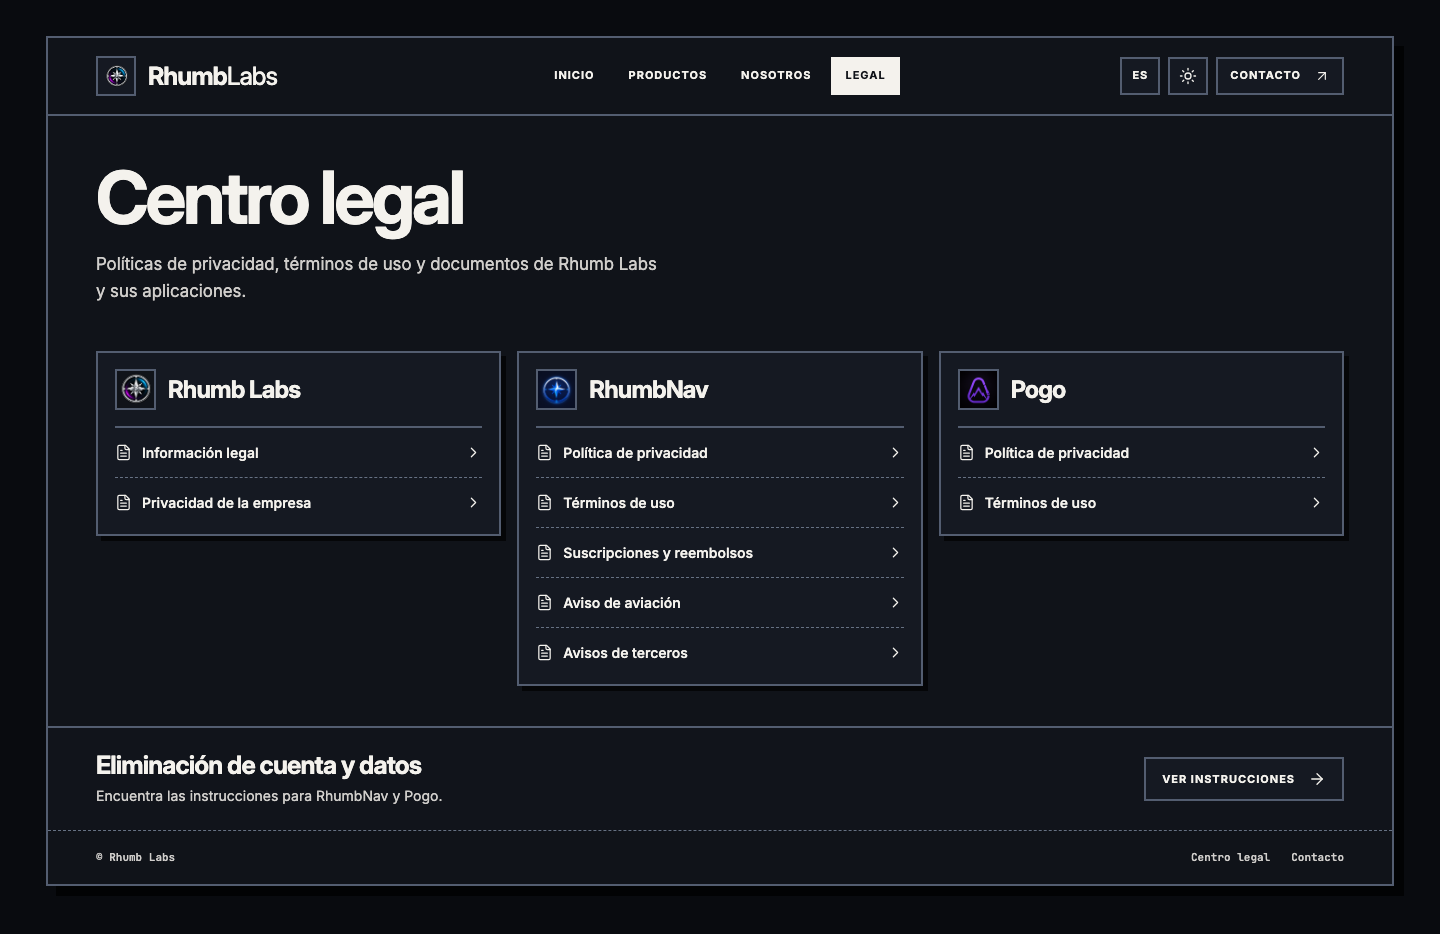 RhumbLabs
INICIO
PRODUCTOS
NOSOTROS
LEGAL
ES
CONTACTO
Centro legal
Políticas de privacidad, términos de uso y documentos de Rhumb Labs
y sus aplicaciones.
Rhumb Labs
Información legal
Privacidad de la empresa
RhumbNav
Política de privacidad
Términos de uso
Suscripciones y reembolsos
Aviso de aviación
Avisos de terceros
Pogo
Política de privacidad
Términos de uso
Eliminación de cuenta y datos
Encuentra las instrucciones para RhumbNav y Pogo.
VER INSTRUCCIONES
© Rhumb Labs
Centro legal
Contacto